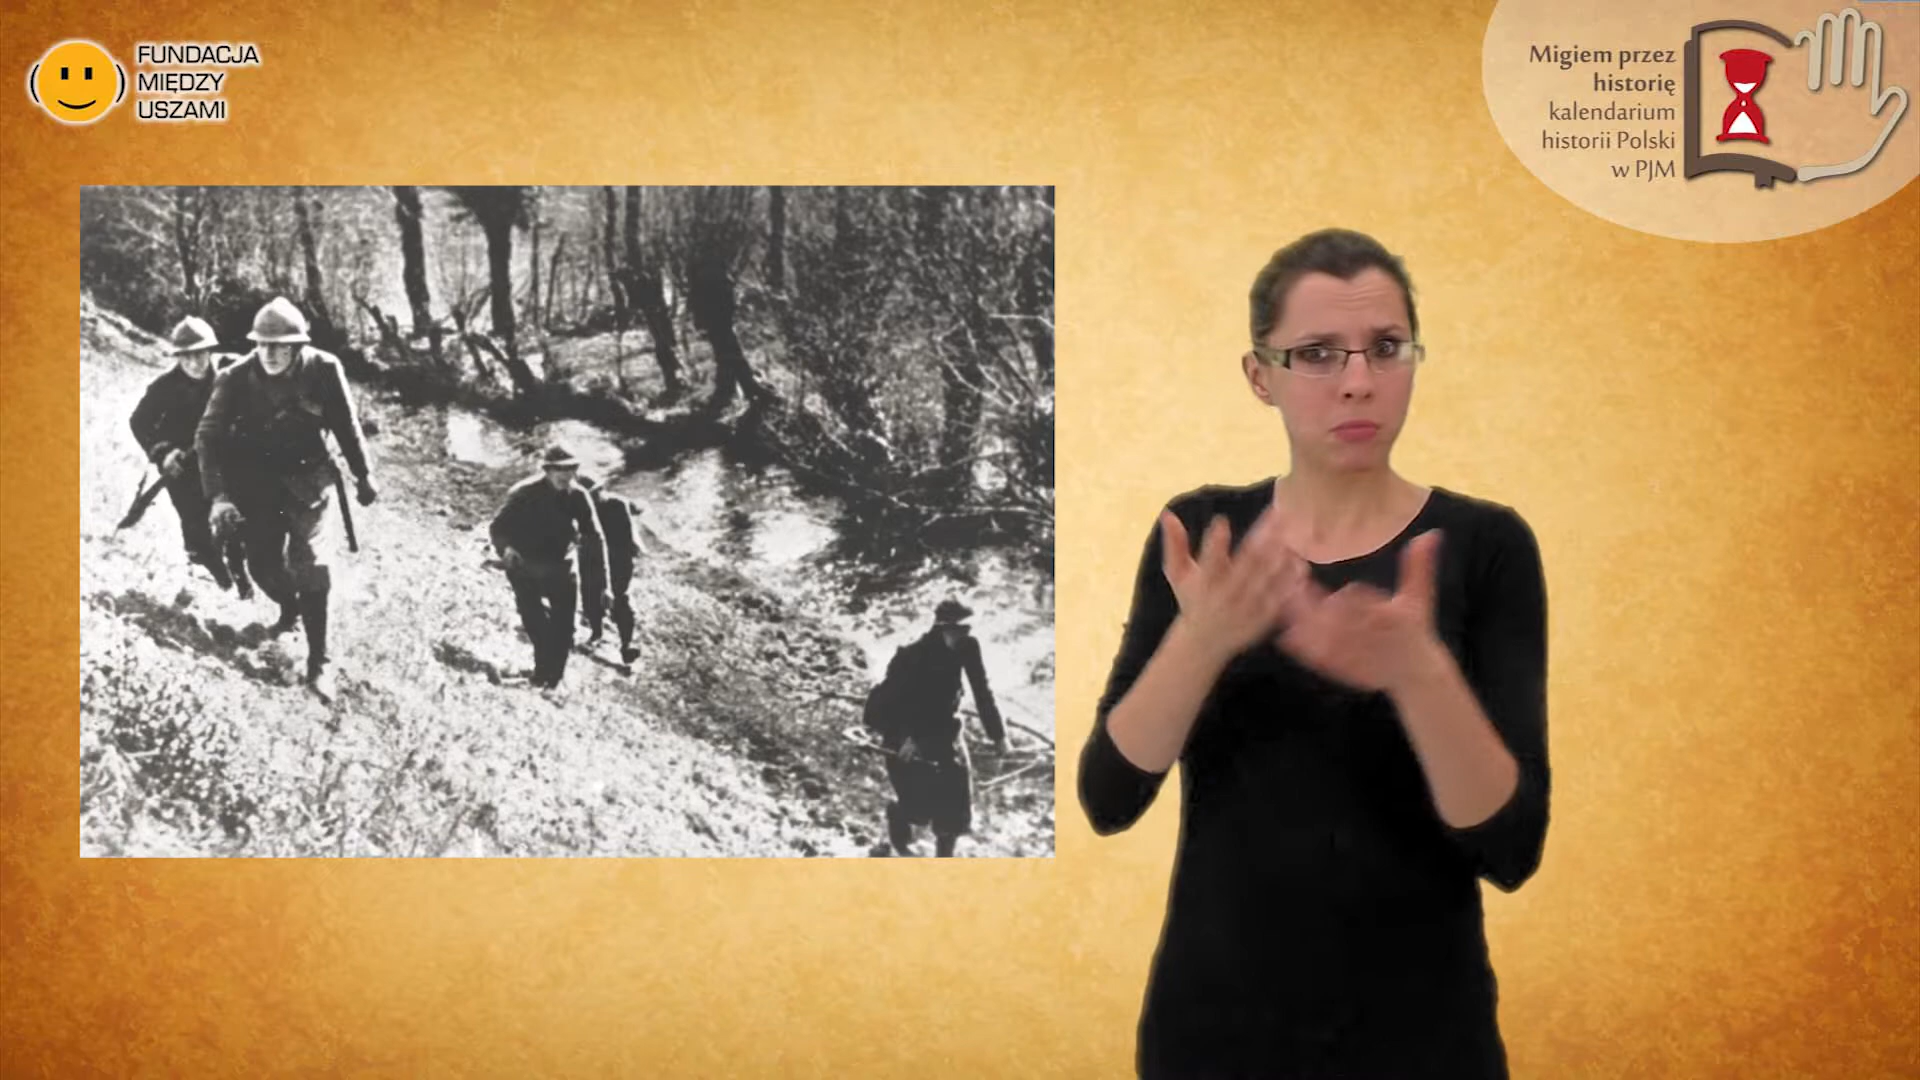 FUNDACJA
MIĘDZY
USZAMI
Migiem przez
historię
kalendarium
historii Polski
w PJM